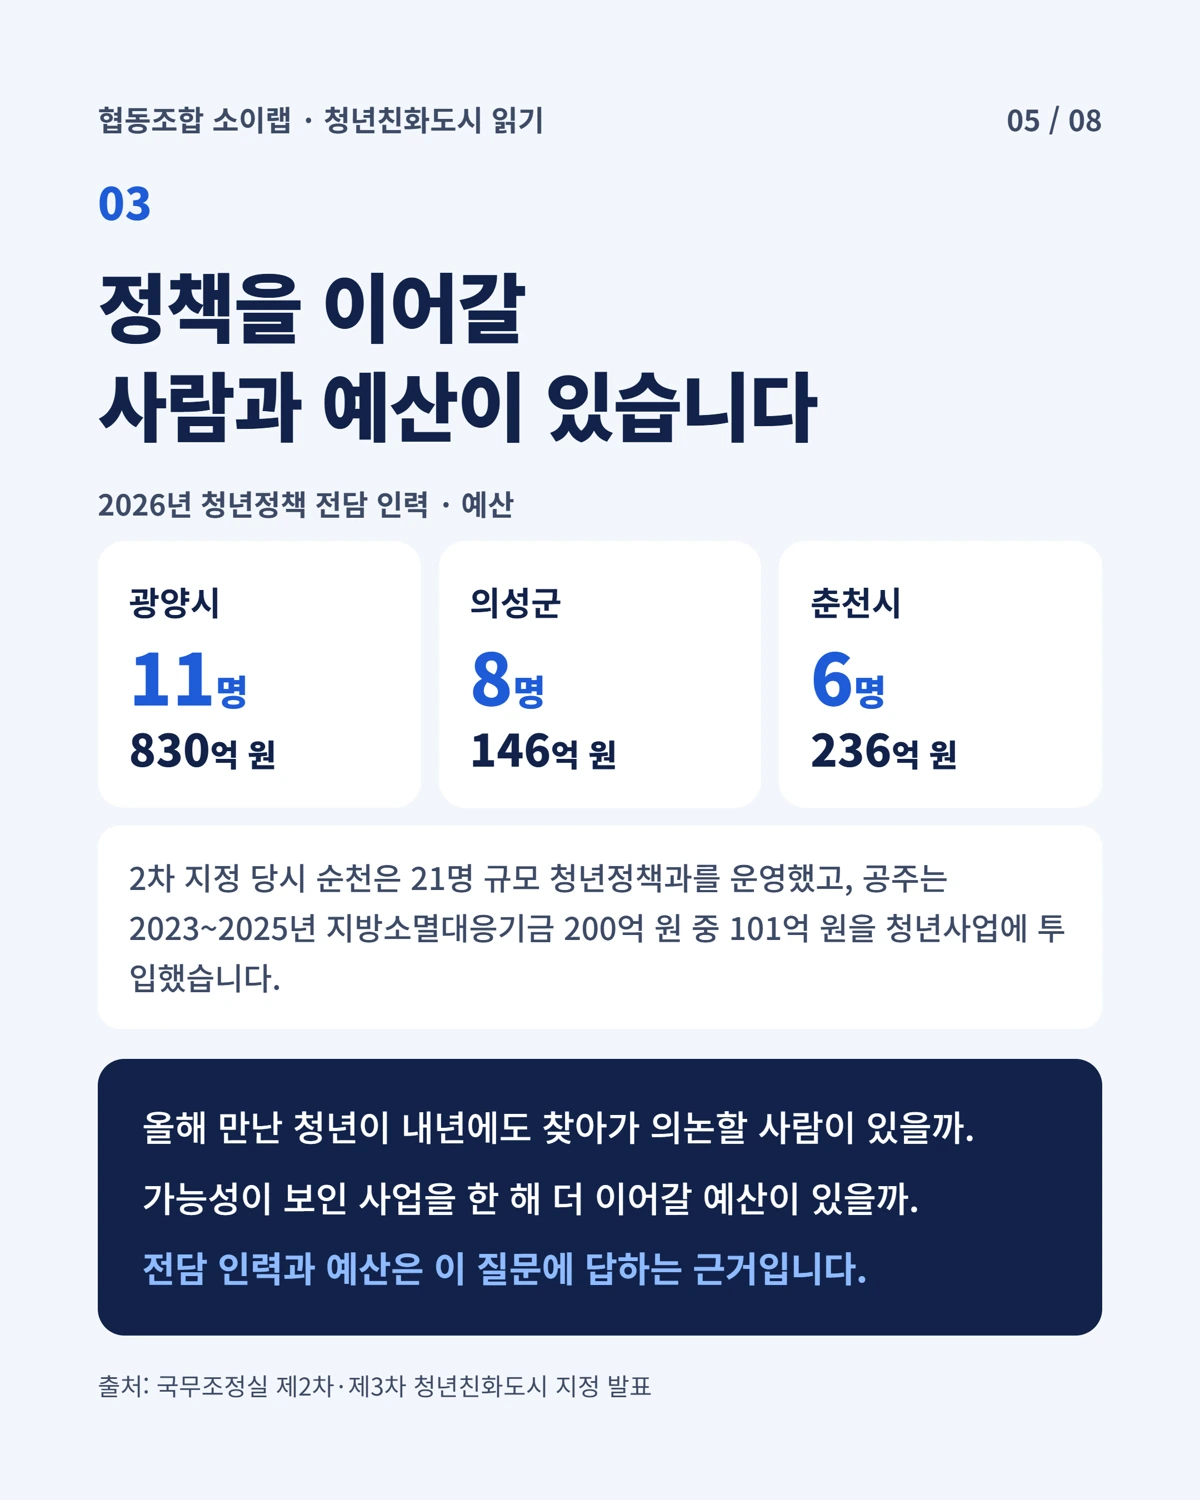 협동조합 소이랩 · 청년친화도시 읽기
05 / 08
03
정책을 이어갈
사람과 예산이 있습니다
2026년 청년정책 전담 인력 · 예산
광양시
11명
830억 원
의성군
8명
146억 원
춘천시
6명
236억 원
2차 지정 당시 순천은 21명 규모 청년정책과를 운영했고, 공주는
2023~2025년 지방소멸대응기금 200억 원 중 101억 원을 청년사업에 투
입했습니다.
올해 만난 청년이 내년에도 찾아가 의논할 사람이 있을까.
가능성이 보인 사업을 한 해 더 이어갈 예산이 있을까.
전담 인력과 예산은 이 질문에 답하는 근거입니다.
출처: 국무조정실 제2차·제3차 청년친화도시 지정 발표